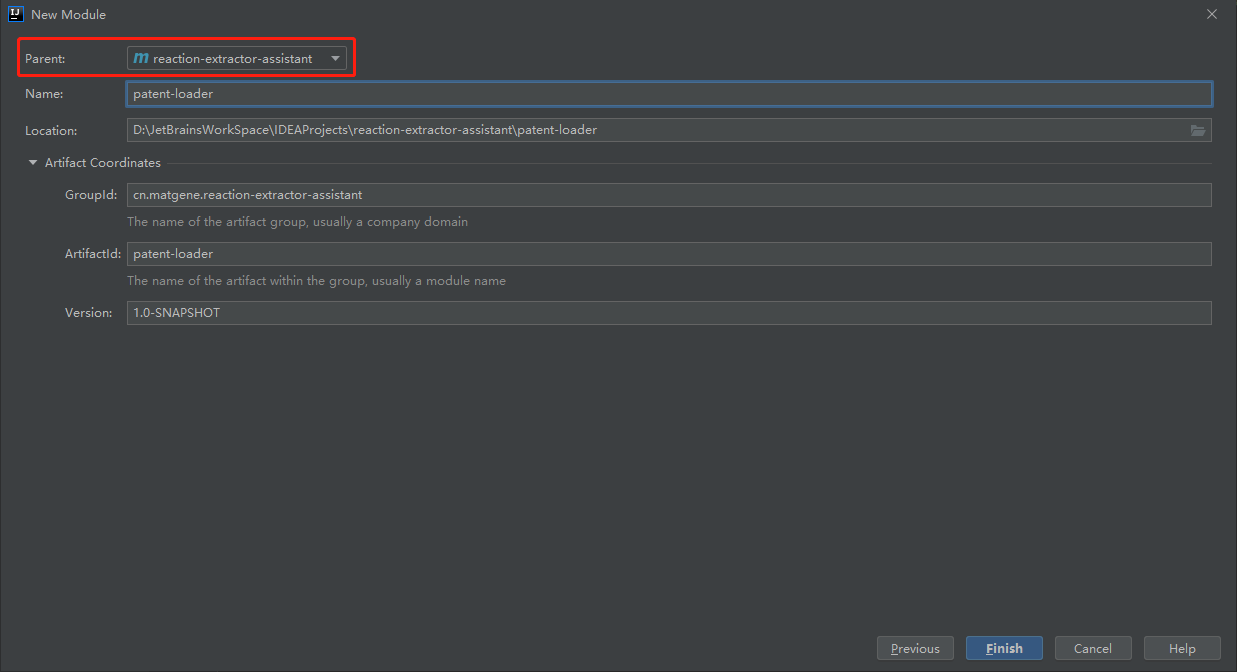 IJ New Module
Parent: m reaction-extractor-assistant
Name: patent-loader
Location: D:\JetBrainsWorkSpace\IDEAProjects\reaction-extractor-assistant\patent-loader
Artifact Coordinates
GroupId: cn.matgene.reaction-extractor-assistant
The name of the artifact group, usually a company domain
ArtifactId: patent-loader
The name of the artifact within the group, usually a module name
Version: 1.0-SNAPSHOT
Previous Finish Cancel Help